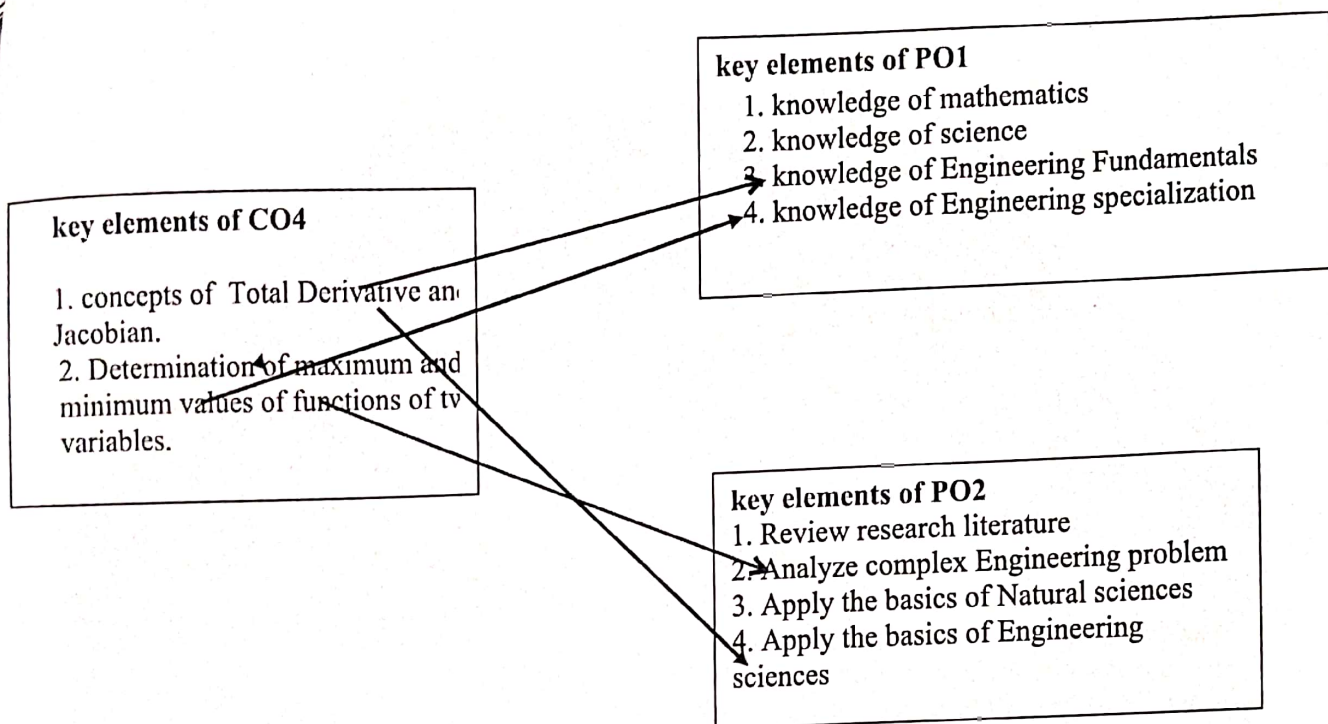 key elements of PO1
1. knowledge of mathematics
2. knowledge of science
3. knowledge of Engineering Fundamentals
4. knowledge of Engineering specialization
key elements of CO4
1. concepts of Total Derivative an
Jacobian.
2. Determination of maximum and
minimum values of functions of tv
variables.
key elements of PO2
1. Review research literature
2. Analyze complex Engineering problem
3. Apply the basics of Natural sciences
4. Apply the basics of Engineering
sciences